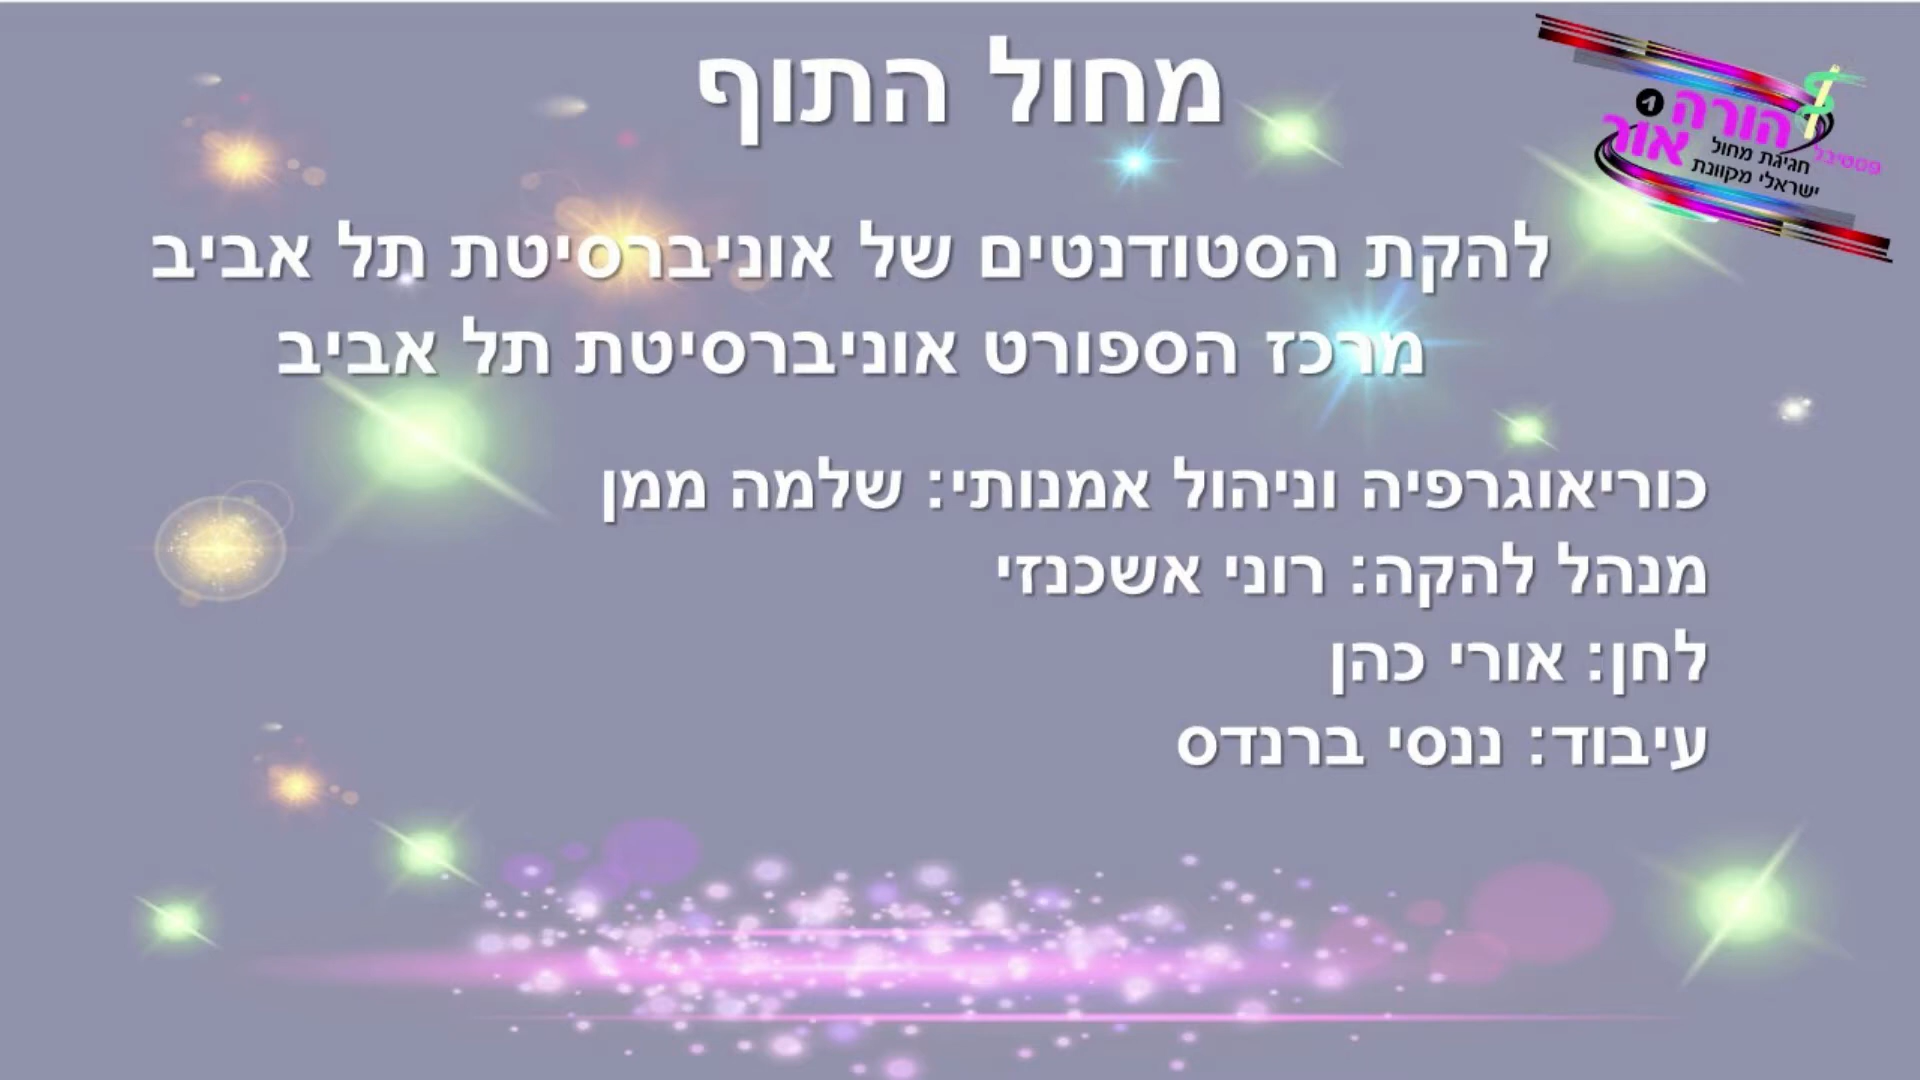 מחול התוף
להקת הסטודנטים של אוניברסיטת תל אביב
מרכז הספורט אוניברסיטת תל אביב
כוריאוגרפיה וניהול אמנותי: שלמה ממן
מנהל להקה: רוני אשכנזי
לחן: אורי כהן
עיבוד: ננסי ברנדס
פסטיבל
הורה 1
אור
חגיגת מחול
ישראלי מקוונת